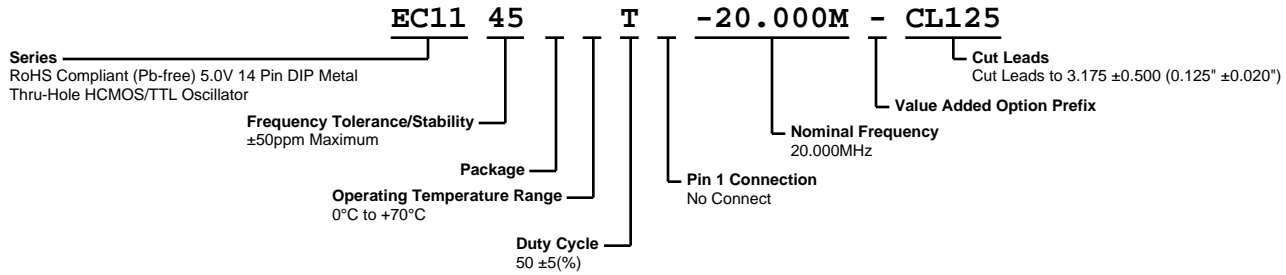 EC11 45 T -20.000M - CL125
Series
RoHS Compliant (Pb-free) 5.0V 14 Pin DIP Metal
Thru-Hole HCMOS/TTL Oscillator
Frequency Tolerance/Stability
±50ppm Maximum
Package
Operating Temperature Range
0°C to +70°C
Duty Cycle
50 ±5(%)
Cut Leads
Cut Leads to 3.175 ±0.500 (0.125" ±0.020")
Value Added Option Prefix
Nominal Frequency
20.000MHz
Pin 1 Connection
No Connect